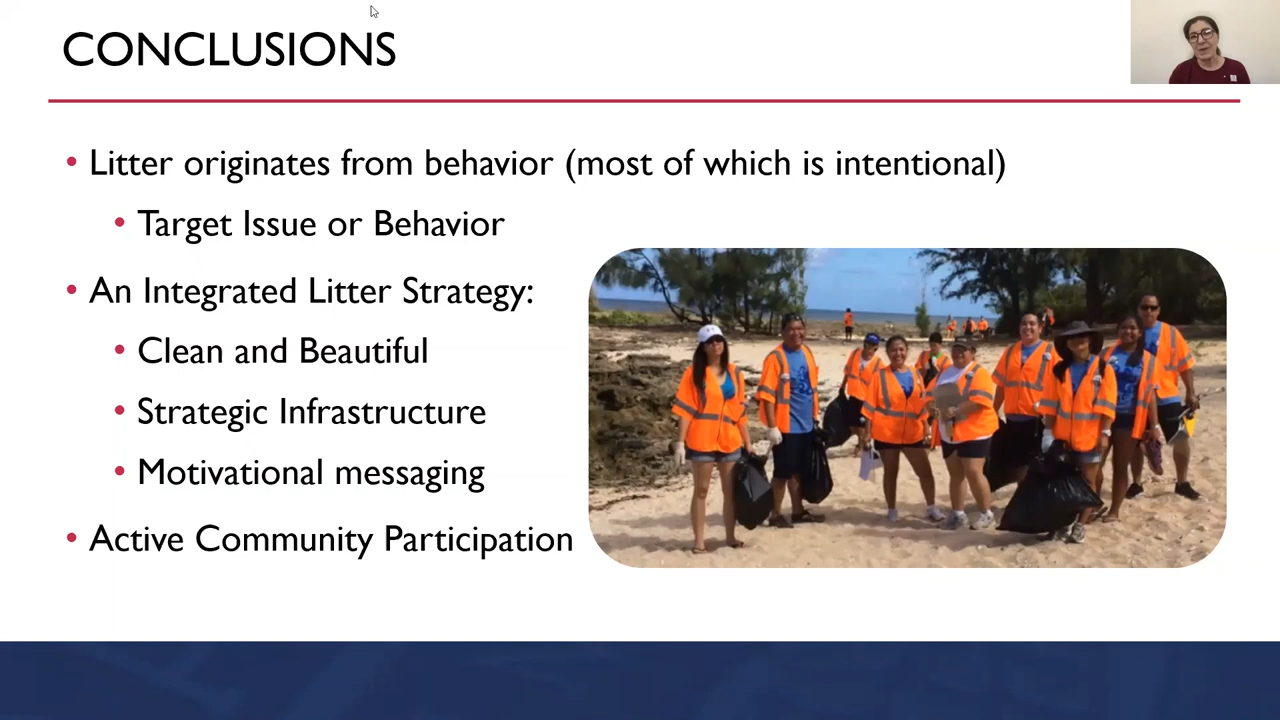 CONCLUSIONS
• Litter originates from behavior (most of which is intentional)
• Target Issue or Behavior
• An Integrated Litter Strategy:
• Clean and Beautiful
• Strategic Infrastructure
• Motivational messaging
• Active Community Participation